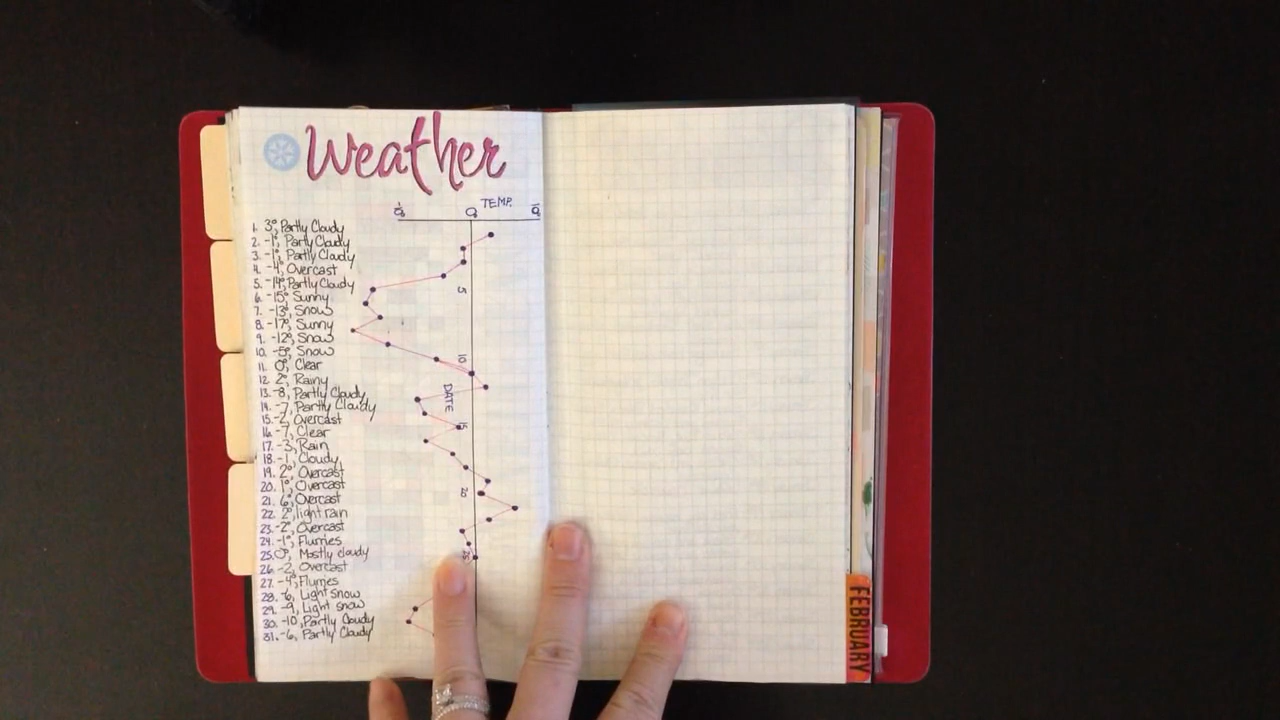 Weather
TEMP.
-10° 0° 10°
1. 3°, Partly Cloudy
2. -1°, Partly Cloudy
3. -1°, Partly Cloudy
4. -4°, Overcast
5. -14°, Partly Cloudy
6. -15°, Sunny
7. -13°, Snow
8. -17°, Sunny
9. -12°, Snow
10. -5°, Snow
11. 0°, Clear
12. 2°, Rainy
13. -8, Partly Cloudy
14. -7, Partly Cloudy
15. -2, Overcast
16. -7, Clear
17. -3, Rain
18. -1, Cloudy
19. 2°, Overcast
20. 1°, Overcast
21. 6°, Overcast
22. 2°, light rain
23. -2°, Overcast
24. -1°, Flurries
25. 0°, Mostly cloudy
26. -2, Overcast
27. -4°, Flurries
28. -6, Light snow
29. -9, Light snow
30. -10, Partly Cloudy
31. -6, Partly Cloudy
5
10
DATE
15
20
25
FEBRUARY